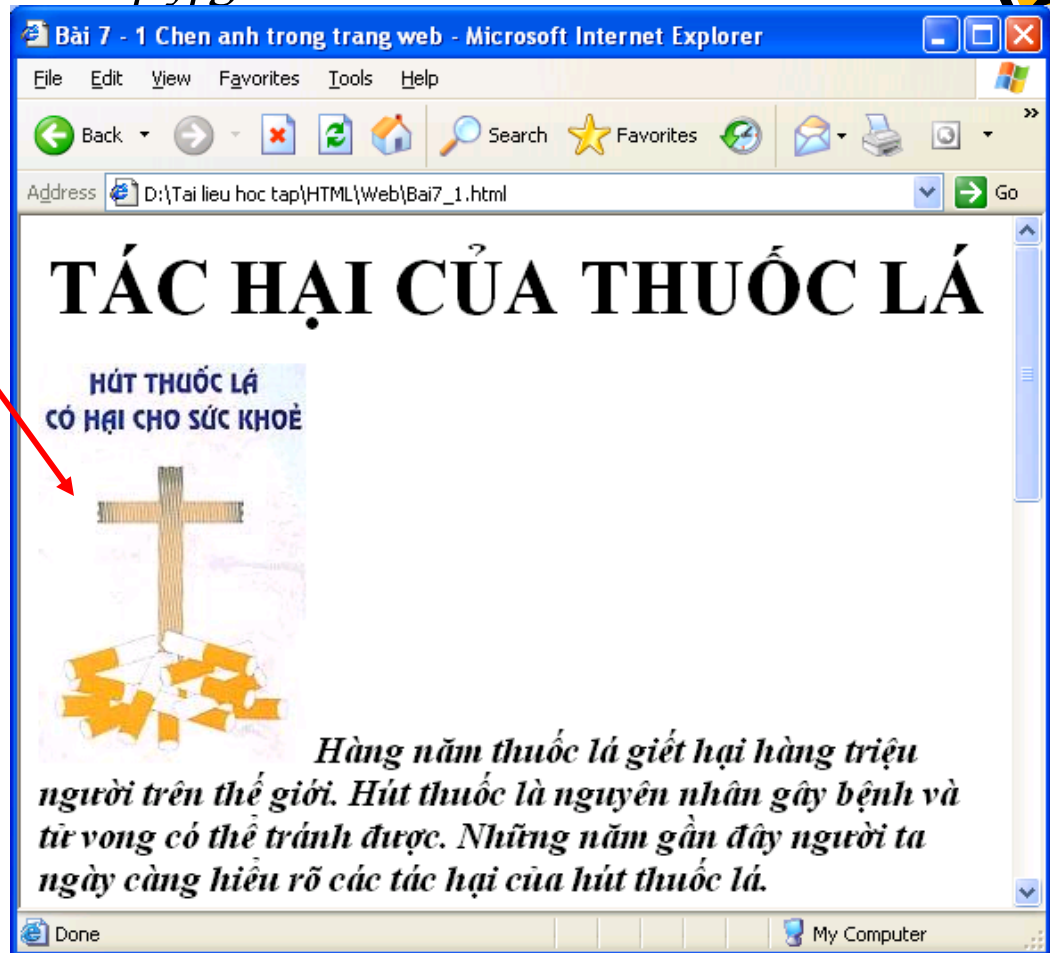 Bài 7 - 1 Chen anh trong trang web - Microsoft Internet Explorer
File Edit View Favorites Tools Help
Back Search Favorites
Address D:\Tai lieu hoc tap\HTML\Web\Bai7_1.html Go
TÁC HẠI CỦA THUỐC LÁ
HÚT THUỐC LÁ
CÓ HẠI CHO SỨC KHOẺ
Hàng năm thuốc lá giết hại hàng triệu
người trên thế giới. Hút thuốc là nguyên nhân gây bệnh và
tử vong có thể tránh được. Những năm gần đây người ta
ngày càng hiểu rõ các tác hại của hút thuốc lá.
Done My Computer